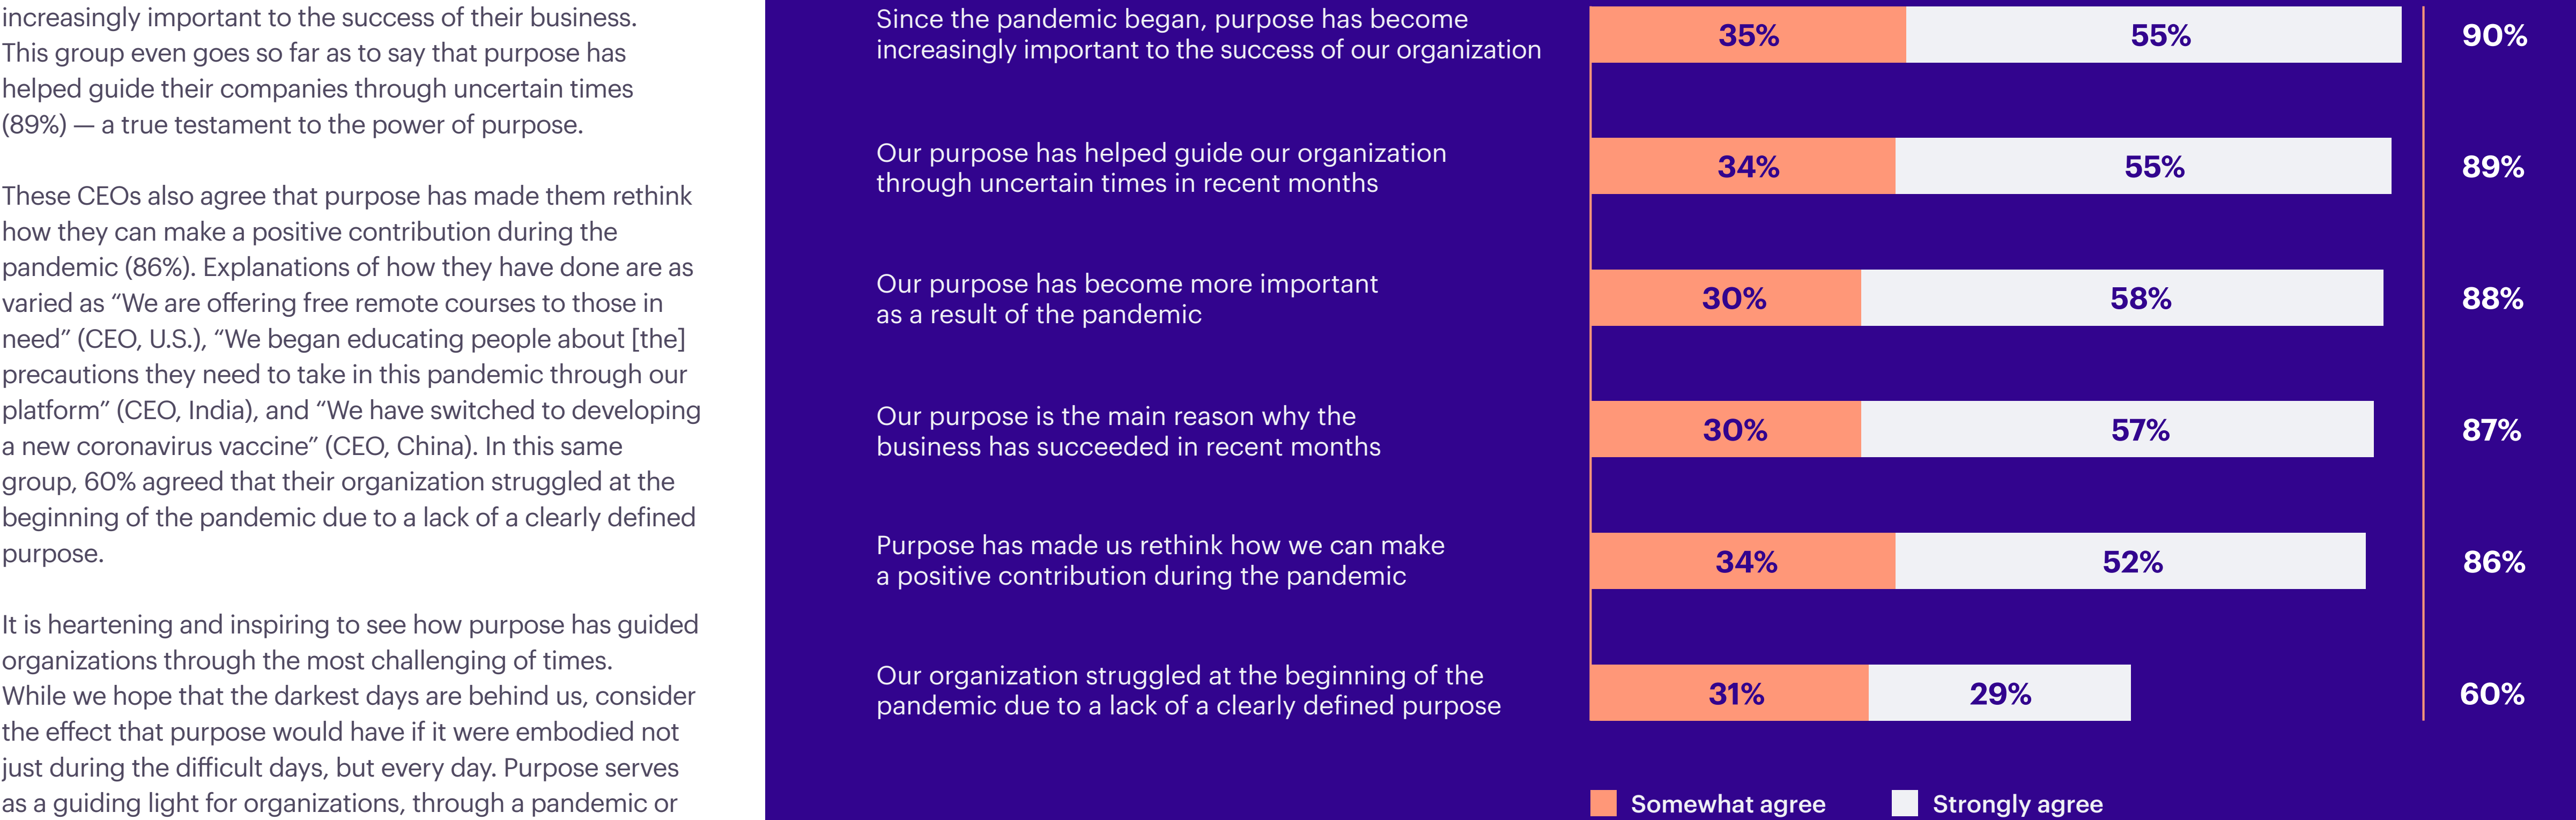 increasingly important to the success of their business.
This group even goes so far as to say that purpose has
helped guide their companies through uncertain times
(89%) — a true testament to the power of purpose.
These CEOs also agree that purpose has made them rethink
how they can make a positive contribution during the
pandemic (86%). Explanations of how they have done are as
varied as “We are offering free remote courses to those in
need” (CEO, U.S.), “We began educating people about [the]
precautions they need to take in this pandemic through our
platform” (CEO, India), and “We have switched to developing
a new coronavirus vaccine” (CEO, China). In this same
group, 60% agreed that their organization struggled at the
beginning of the pandemic due to a lack of a clearly defined
purpose.
It is heartening and inspiring to see how purpose has guided
organizations through the most challenging of times.
While we hope that the darkest days are behind us, consider
the effect that purpose would have if it were embodied not
just during the difficult days, but every day. Purpose serves
as a guiding light for organizations, through a pandemic or
Since the pandemic began, purpose has become
increasingly important to the success of our organization
35% 55% 90%
Our purpose has helped guide our organization
through uncertain times in recent months
34% 55% 89%
Our purpose has become more important
as a result of the pandemic
30% 58% 88%
Our purpose is the main reason why the
business has succeeded in recent months
30% 57% 87%
Purpose has made us rethink how we can make
a positive contribution during the pandemic
34% 52% 86%
Our organization struggled at the beginning of the
pandemic due to a lack of a clearly defined purpose
31% 29% 60%
Somewhat agree Strongly agree